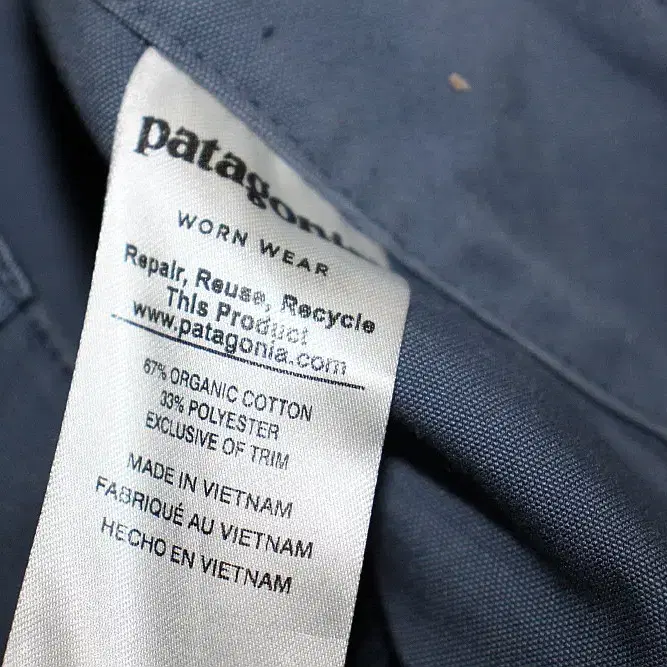 patagonia
WORN WEAR
Repair, Reuse, Recycle
This Product
www.patagonia.com
67% ORGANIC COTTON
33% POLYESTER
EXCLUSIVE OF TRIM
MADE IN VIETNAM
FABRIQUÉ AU VIETNAM
HECHO EN VIETNAM